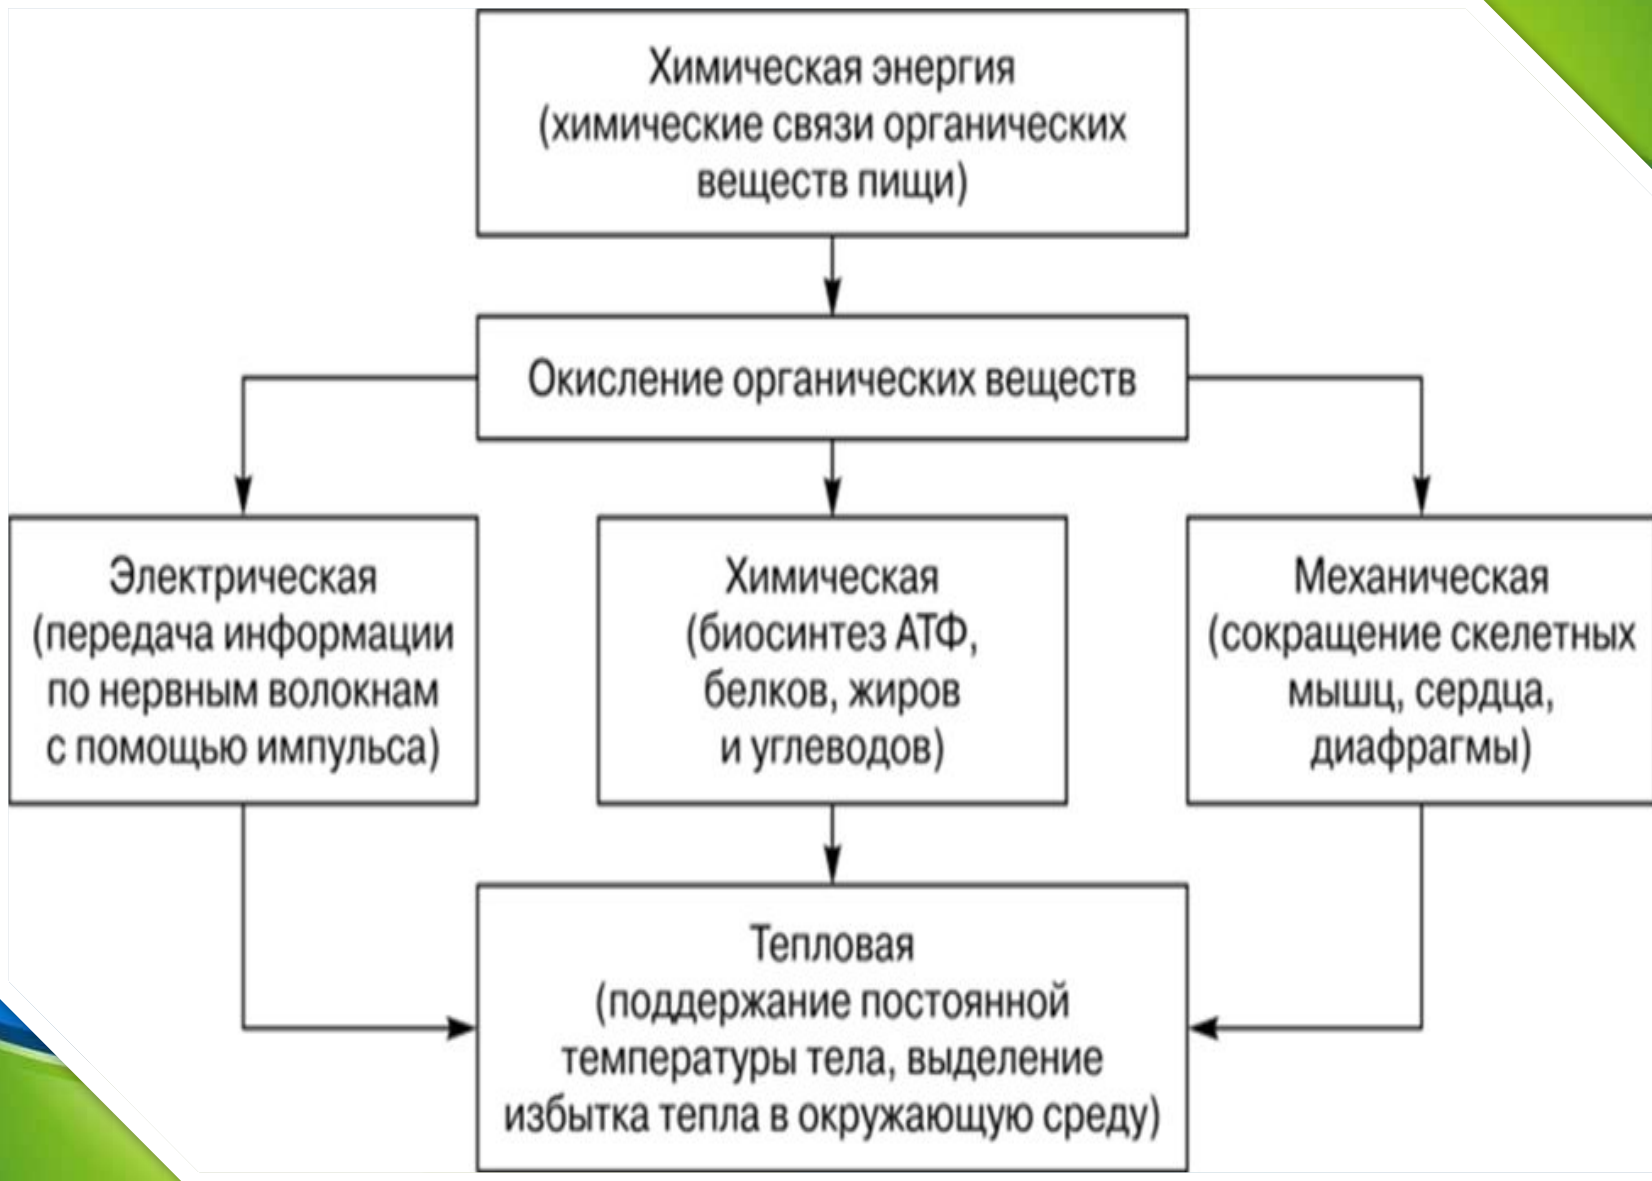 Химическая энергия
(химические связи органических
веществ пищи)
Окисление органических веществ
Электрическая
(передача информации
по нервным волокнам
с помощью импульса)
Химическая
(биосинтез АТФ,
белков, жиров
и углеводов)
Механическая
(сокращение скелетных
мышц, сердца,
диафрагмы)
Тепловая
(поддержание постоянной
температуры тела, выделение
избытка тепла в окружающую среду)